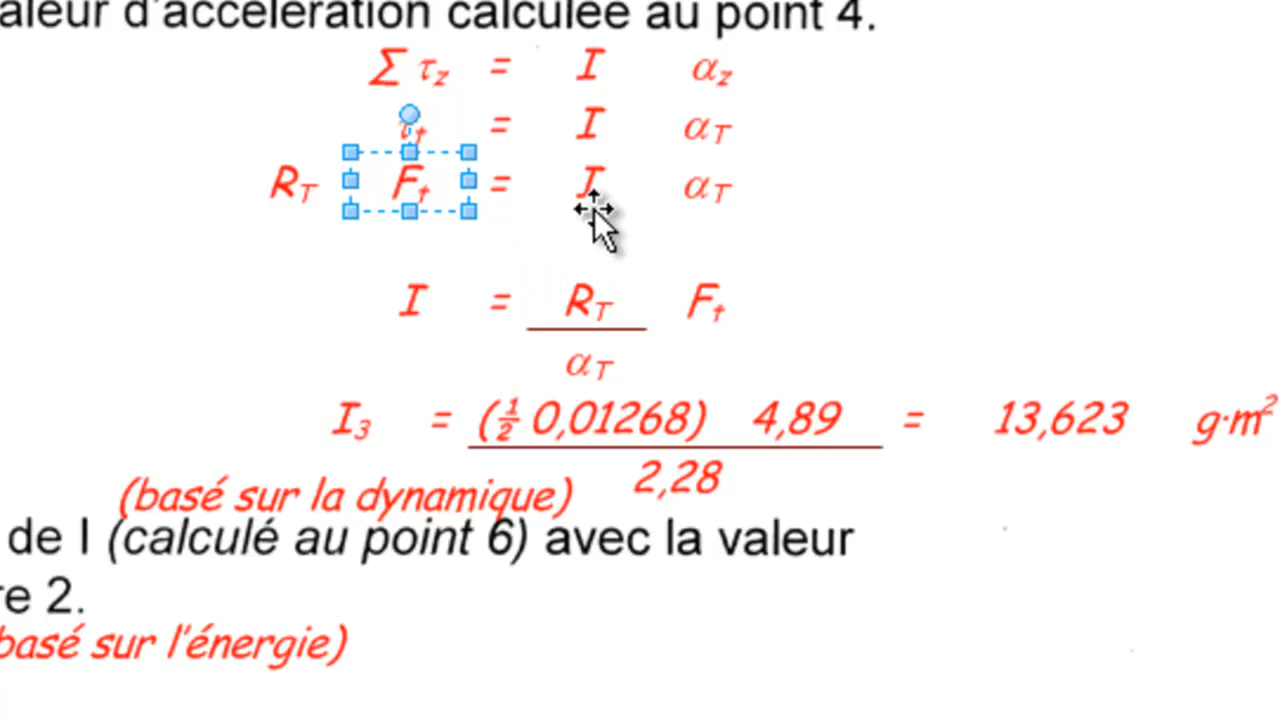 aleur d'accélération calculée au point 4.
Σ τz = I αz
τt = I αT
RT Ft = I αT
I = RT Ft
αT
I3 = (½ 0,01268) 4,89 = 13,623 g·m²
2,28
(basé sur la dynamique)
de I (calculé au point 6) avec la valeur
re 2.
basé sur l'énergie)